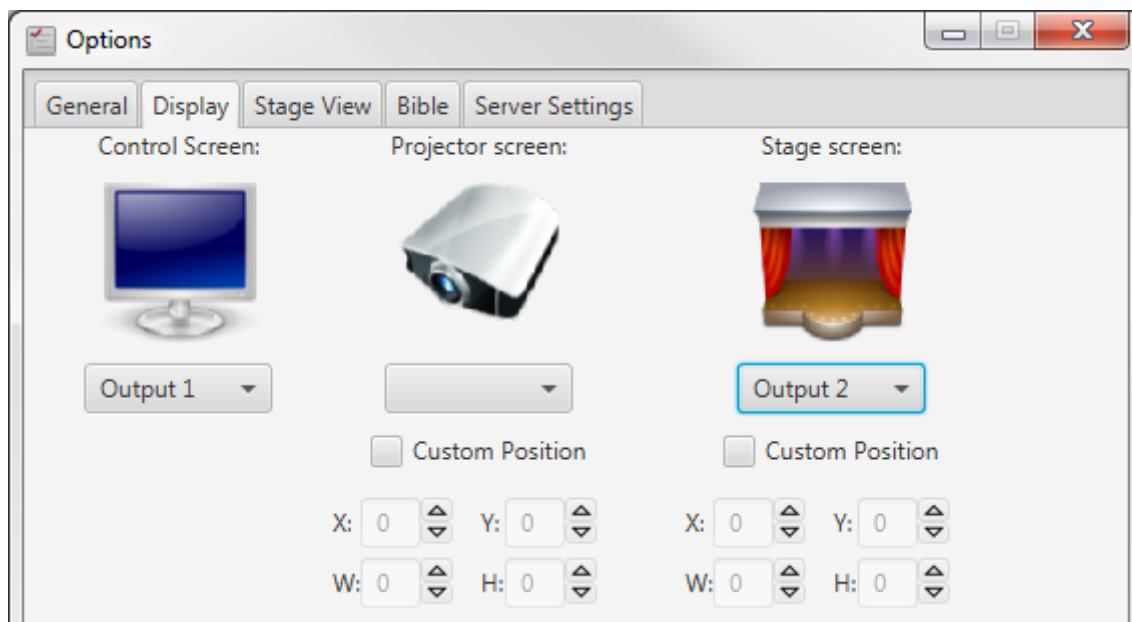 Options
General Display Stage View Bible Server Settings
Control Screen: Projector screen: Stage screen:
Output 1 Output 2
Custom Position Custom Position
X: 0 Y: 0 X: 0 Y: 0
W: 0 H: 0 W: 0 H: 0